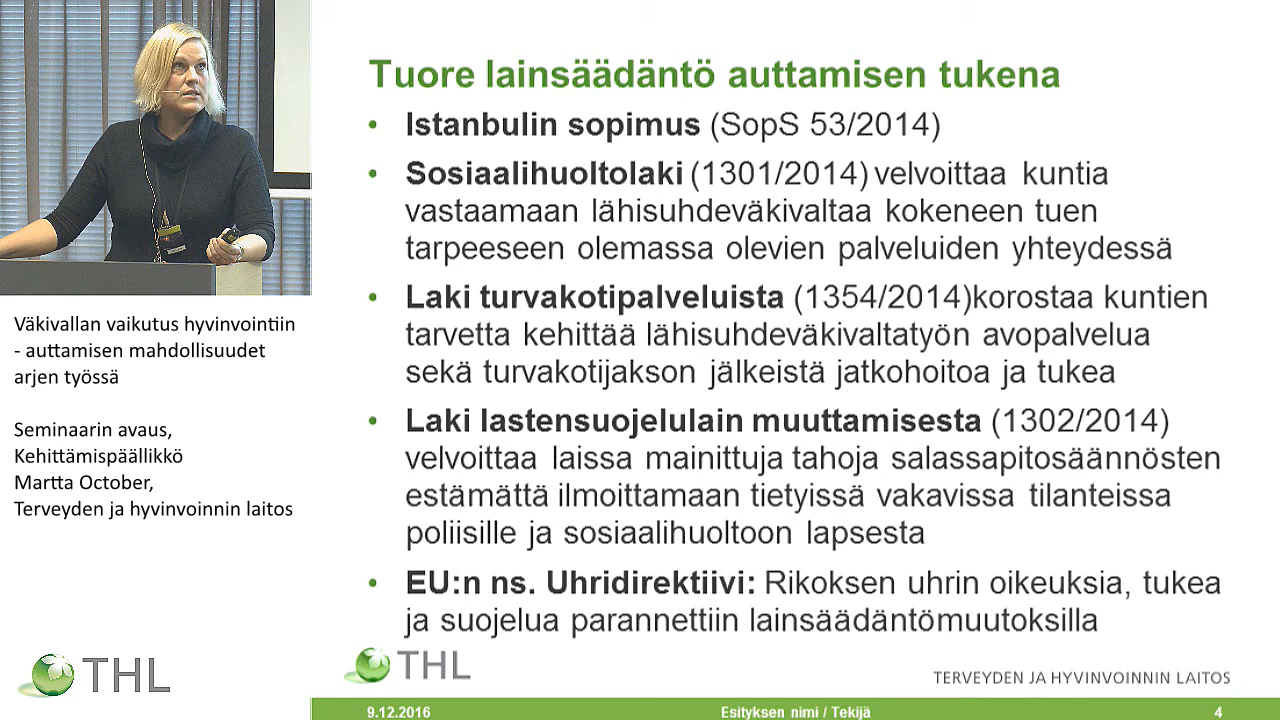 Väkivallan vaikutus hyvinvointiin
- auttamisen mahdollisuudet
arjen työssä
Seminaarin avaus,
Kehittämispäällikkö
Martta October,
Terveyden ja hyvinvoinnin laitos
THL
Tuore lainsäädäntö auttamisen tukena
• Istanbulin sopimus (SopS 53/2014)
• Sosiaalihuoltolaki (1301/2014) velvoittaa kuntia
vastaamaan lähisuhdeväkivaltaa kokeneen tuen
tarpeeseen olemassa olevien palveluiden yhteydessä
• Laki turvakotipalveluista (1354/2014)korostaa kuntien
tarvetta kehittää lähisuhdeväkivaltatyön avopalvelua
sekä turvakotijakson jälkeistä jatkohoitoa ja tukea
• Laki lastensuojelulain muuttamisesta (1302/2014)
velvoittaa laissa mainittuja tahoja salassapitosäännösten
estämättä ilmoittamaan tietyissä vakavissa tilanteissa
poliisille ja sosiaalihuoltoon lapsesta
• EU:n ns. Uhridirektiivi: Rikoksen uhrin oikeuksia, tukea
ja suojelua parannettiin lainsäädäntömuutoksilla
THL
TERVEYDEN JA HYVINVOINNIN LAITOS
9.12.2016 Esityksen nimi / Tekijä 4